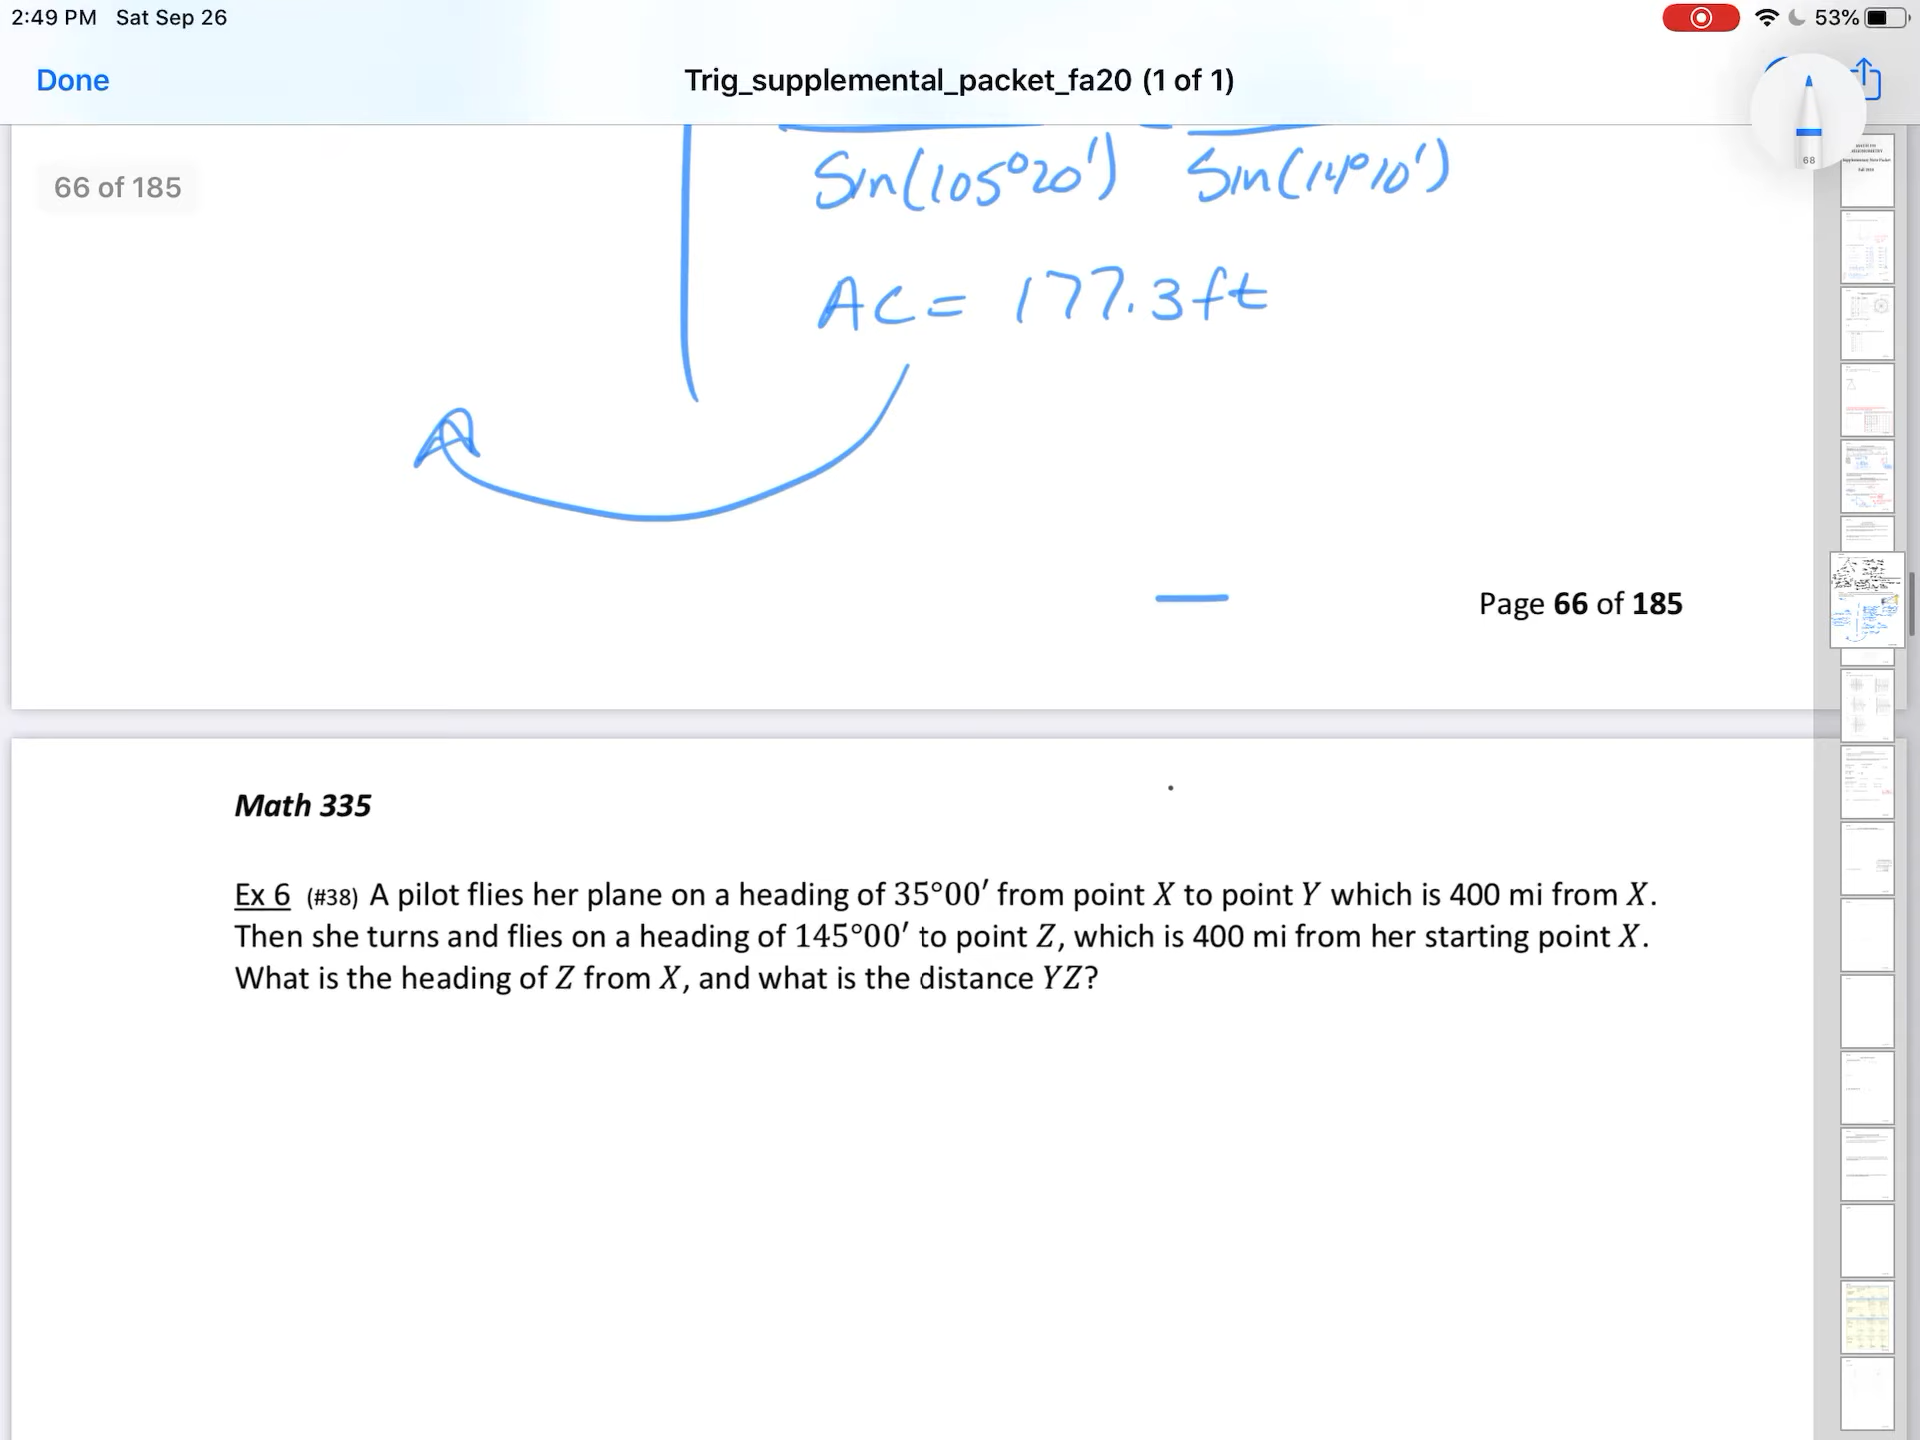 2:49 PM Sat Sep 26
53%
Done
Trig_supplemental_packet_fa20 (1 of 1)
68
66 of 185
Sin(105°20') Sin(14°10')
AC = 177.3ft
Page 66 of 185
Math 335
Ex 6 (#38) A pilot flies her plane on a heading of 35°00′ from point X to point Y which is 400 mi from X.
Then she turns and flies on a heading of 145°00′ to point Z, which is 400 mi from her starting point X.
What is the heading of Z from X, and what is the distance YZ?